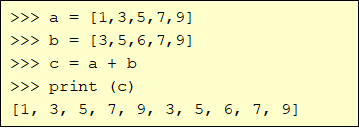 >>> a = [1,3,5,7,9]
>>> b = [3,5,6,7,9]
>>> c = a + b
>>> print (c)
[1, 3, 5, 7, 9, 3, 5, 6, 7, 9]